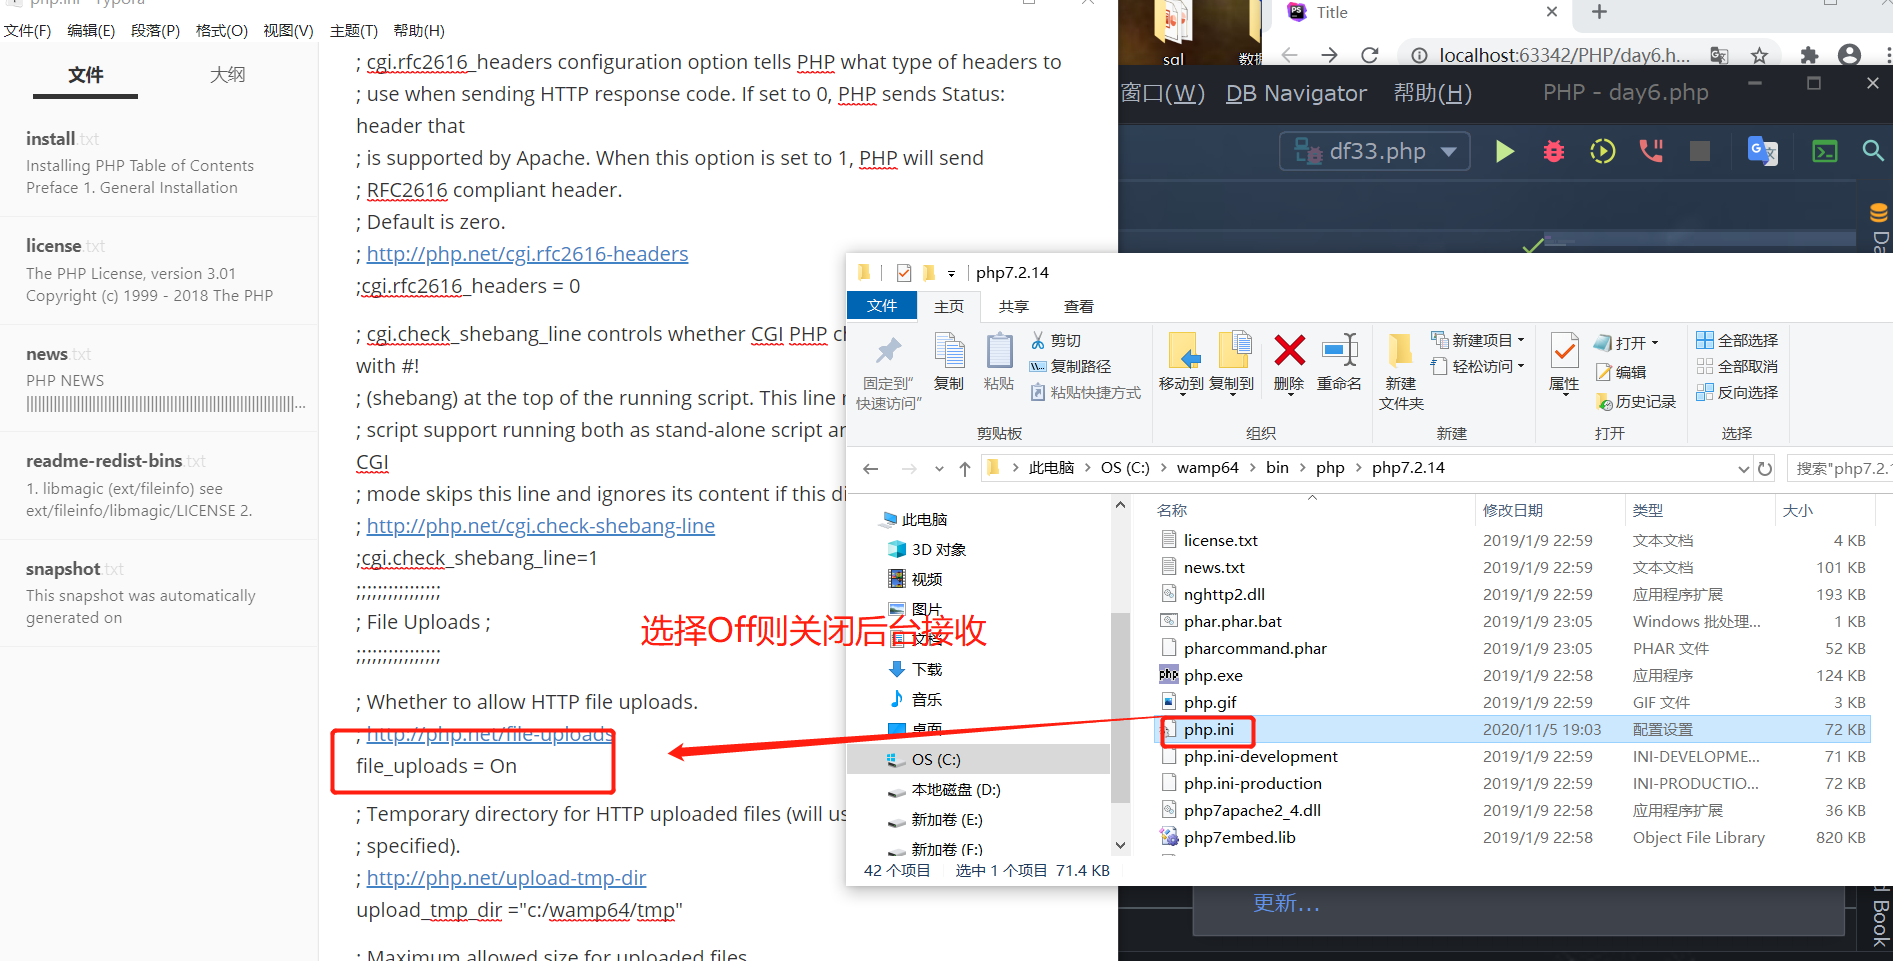 php.ini - Typora
文件(F) 编辑(E) 段落(P) 格式(O) 视图(V) 主题(T) 帮助(H)
文件 大纲
install.txt
Installing PHP Table of Contents
Preface 1. General Installation
license.txt
The PHP License, version 3.01
Copyright (c) 1999 - 2018 The PHP
news.txt
PHP NEWS
readme-redist-bins.txt
1. libmagic (ext/fileinfo) see
ext/fileinfo/libmagic/LICENSE 2.
snapshot.txt
This snapshot was automatically
generated on
; cgi.rfc2616_headers configuration option tells PHP what type of headers to
; use when sending HTTP response code. If set to 0, PHP sends Status:
header that
; is supported by Apache. When this option is set to 1, PHP will send
; RFC2616 compliant header.
; Default is zero.
; http://php.net/cgi.rfc2616-headers
;cgi.rfc2616_headers = 0
; cgi.check_shebang_line controls whether CGI PHP
with #!
; (shebang) at the top of the running script. This line
; script support running both as stand-alone script
CGI
; mode skips this line and ignores its content if this
; http://php.net/cgi.check-shebang-line
;cgi.check_shebang_line=1
;;;;;;;;;;;;;;;;
; File Uploads ;
;;;;;;;;;;;;;;;;
; Whether to allow HTTP file uploads.
; http://php.net/file-uploads
file_uploads = On
; Temporary directory for HTTP uploaded files (will
; specified).
; http://php.net/upload-tmp-dir
upload_tmp_dir ="c:/wamp64/tmp"
; Maximum allowed size for uploaded files
选择Off则关闭后台接收
sql
数据
Title
localhost:63342/PHP/day6.h...
窗口(W) DB Navigator 帮助(H) PHP - day6.php
df33.php
php7.2.14
文件 主页 共享 查看
固定到"
快速访问"
复制
粘贴
剪切
复制路径
粘贴快捷方式
剪贴板
移动到 复制到 删除 重命名
组织
新建
文件夹
新建项目
轻松访问
新建
属性
打开
编辑
历史记录
打开
全部选择
全部取消
反向选择
选择
此电脑 OS (C:) wamp64 bin php php7.2.14
搜索"php7.2.1
此电脑
3D 对象
视频
图片
文档
下载
音乐
桌面
OS (C:)
本地磁盘 (D:)
新加卷 (E:)
新加卷 (F:)
名称 修改日期 类型 大小
license.txt 2019/1/9 22:59 文本文档 4 KB
news.txt 2019/1/9 22:59 文本文档 101 KB
nghttp2.dll 2019/1/9 22:59 应用程序扩展 193 KB
phar.phar.bat 2019/1/9 23:05 Windows 批处理... 1 KB
pharcommand.phar 2019/1/9 23:05 PHAR 文件 52 KB
php.exe 2019/1/9 22:58 应用程序 124 KB
php.gif 2019/1/9 22:59 GIF 文件 3 KB
php.ini 2020/11/5 19:03 配置设置 72 KB
php.ini-development 2019/1/9 22:59 INI-DEVELOPME... 71 KB
php.ini-production 2019/1/9 22:59 INI-PRODUCTIO... 72 KB
php7apache2_4.dll 2019/1/9 22:58 应用程序扩展 36 KB
php7embed.lib 2019/1/9 22:58 Object File Library 820 KB
42 个项目 选中 1 个项目 71.4 KB
更新...
Book